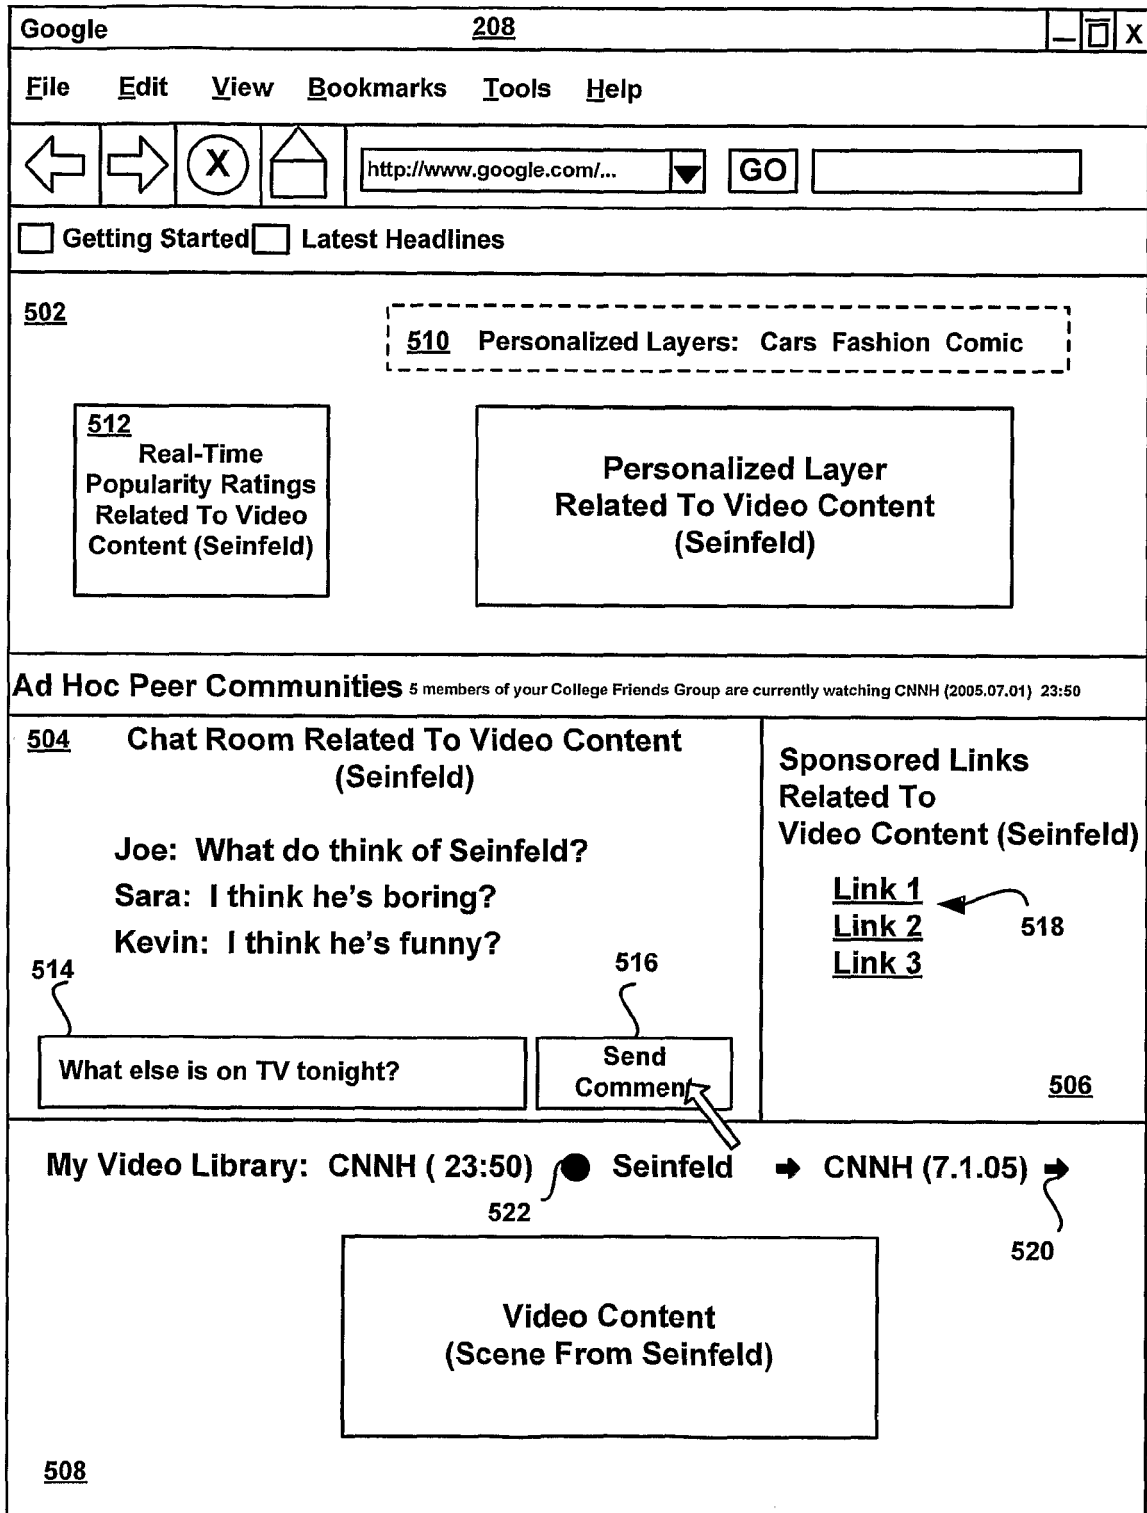 Google 208 X
File Edit View Bookmarks Tools Help
X http://www.google.com/... GO
Getting Started Latest Headlines
502
510 Personalized Layers: Cars Fashion Comic
512
Real-Time
Popularity Ratings
Related To Video
Content (Seinfeld)
Personalized Layer
Related To Video Content
(Seinfeld)
Ad Hoc Peer Communities 5 members of your College Friends Group are currently watching CNNH (2005.07.01) 23:50
504 Chat Room Related To Video Content
(Seinfeld)
Joe: What do think of Seinfeld?
Sara: I think he's boring?
Kevin: I think he's funny?
514
516
What else is on TV tonight?
Send
Commen
Sponsored Links
Related To
Video Content (Seinfeld)
Link 1
Link 2
Link 3
518
506
My Video Library: CNNH ( 23:50) Seinfeld CNNH (7.1.05)
522
520
Video Content
(Scene From Seinfeld)
508